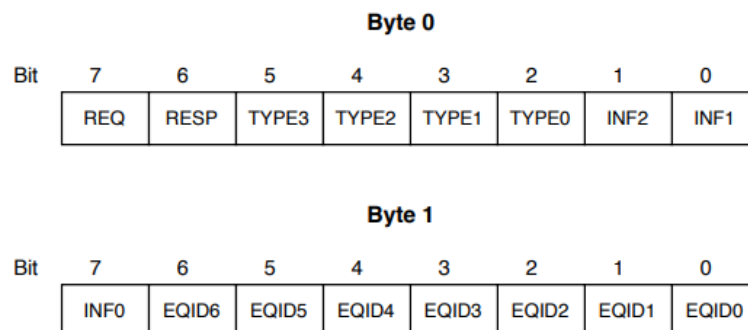 Byte 0
Bit 7 6 5 4 3 2 1 0
REQ RESP TYPE3 TYPE2 TYPE1 TYPE0 INF2 INF1
Byte 1
Bit 7 6 5 4 3 2 1 0
INF0 EQID6 EQID5 EQID4 EQID3 EQID2 EQID1 EQID0